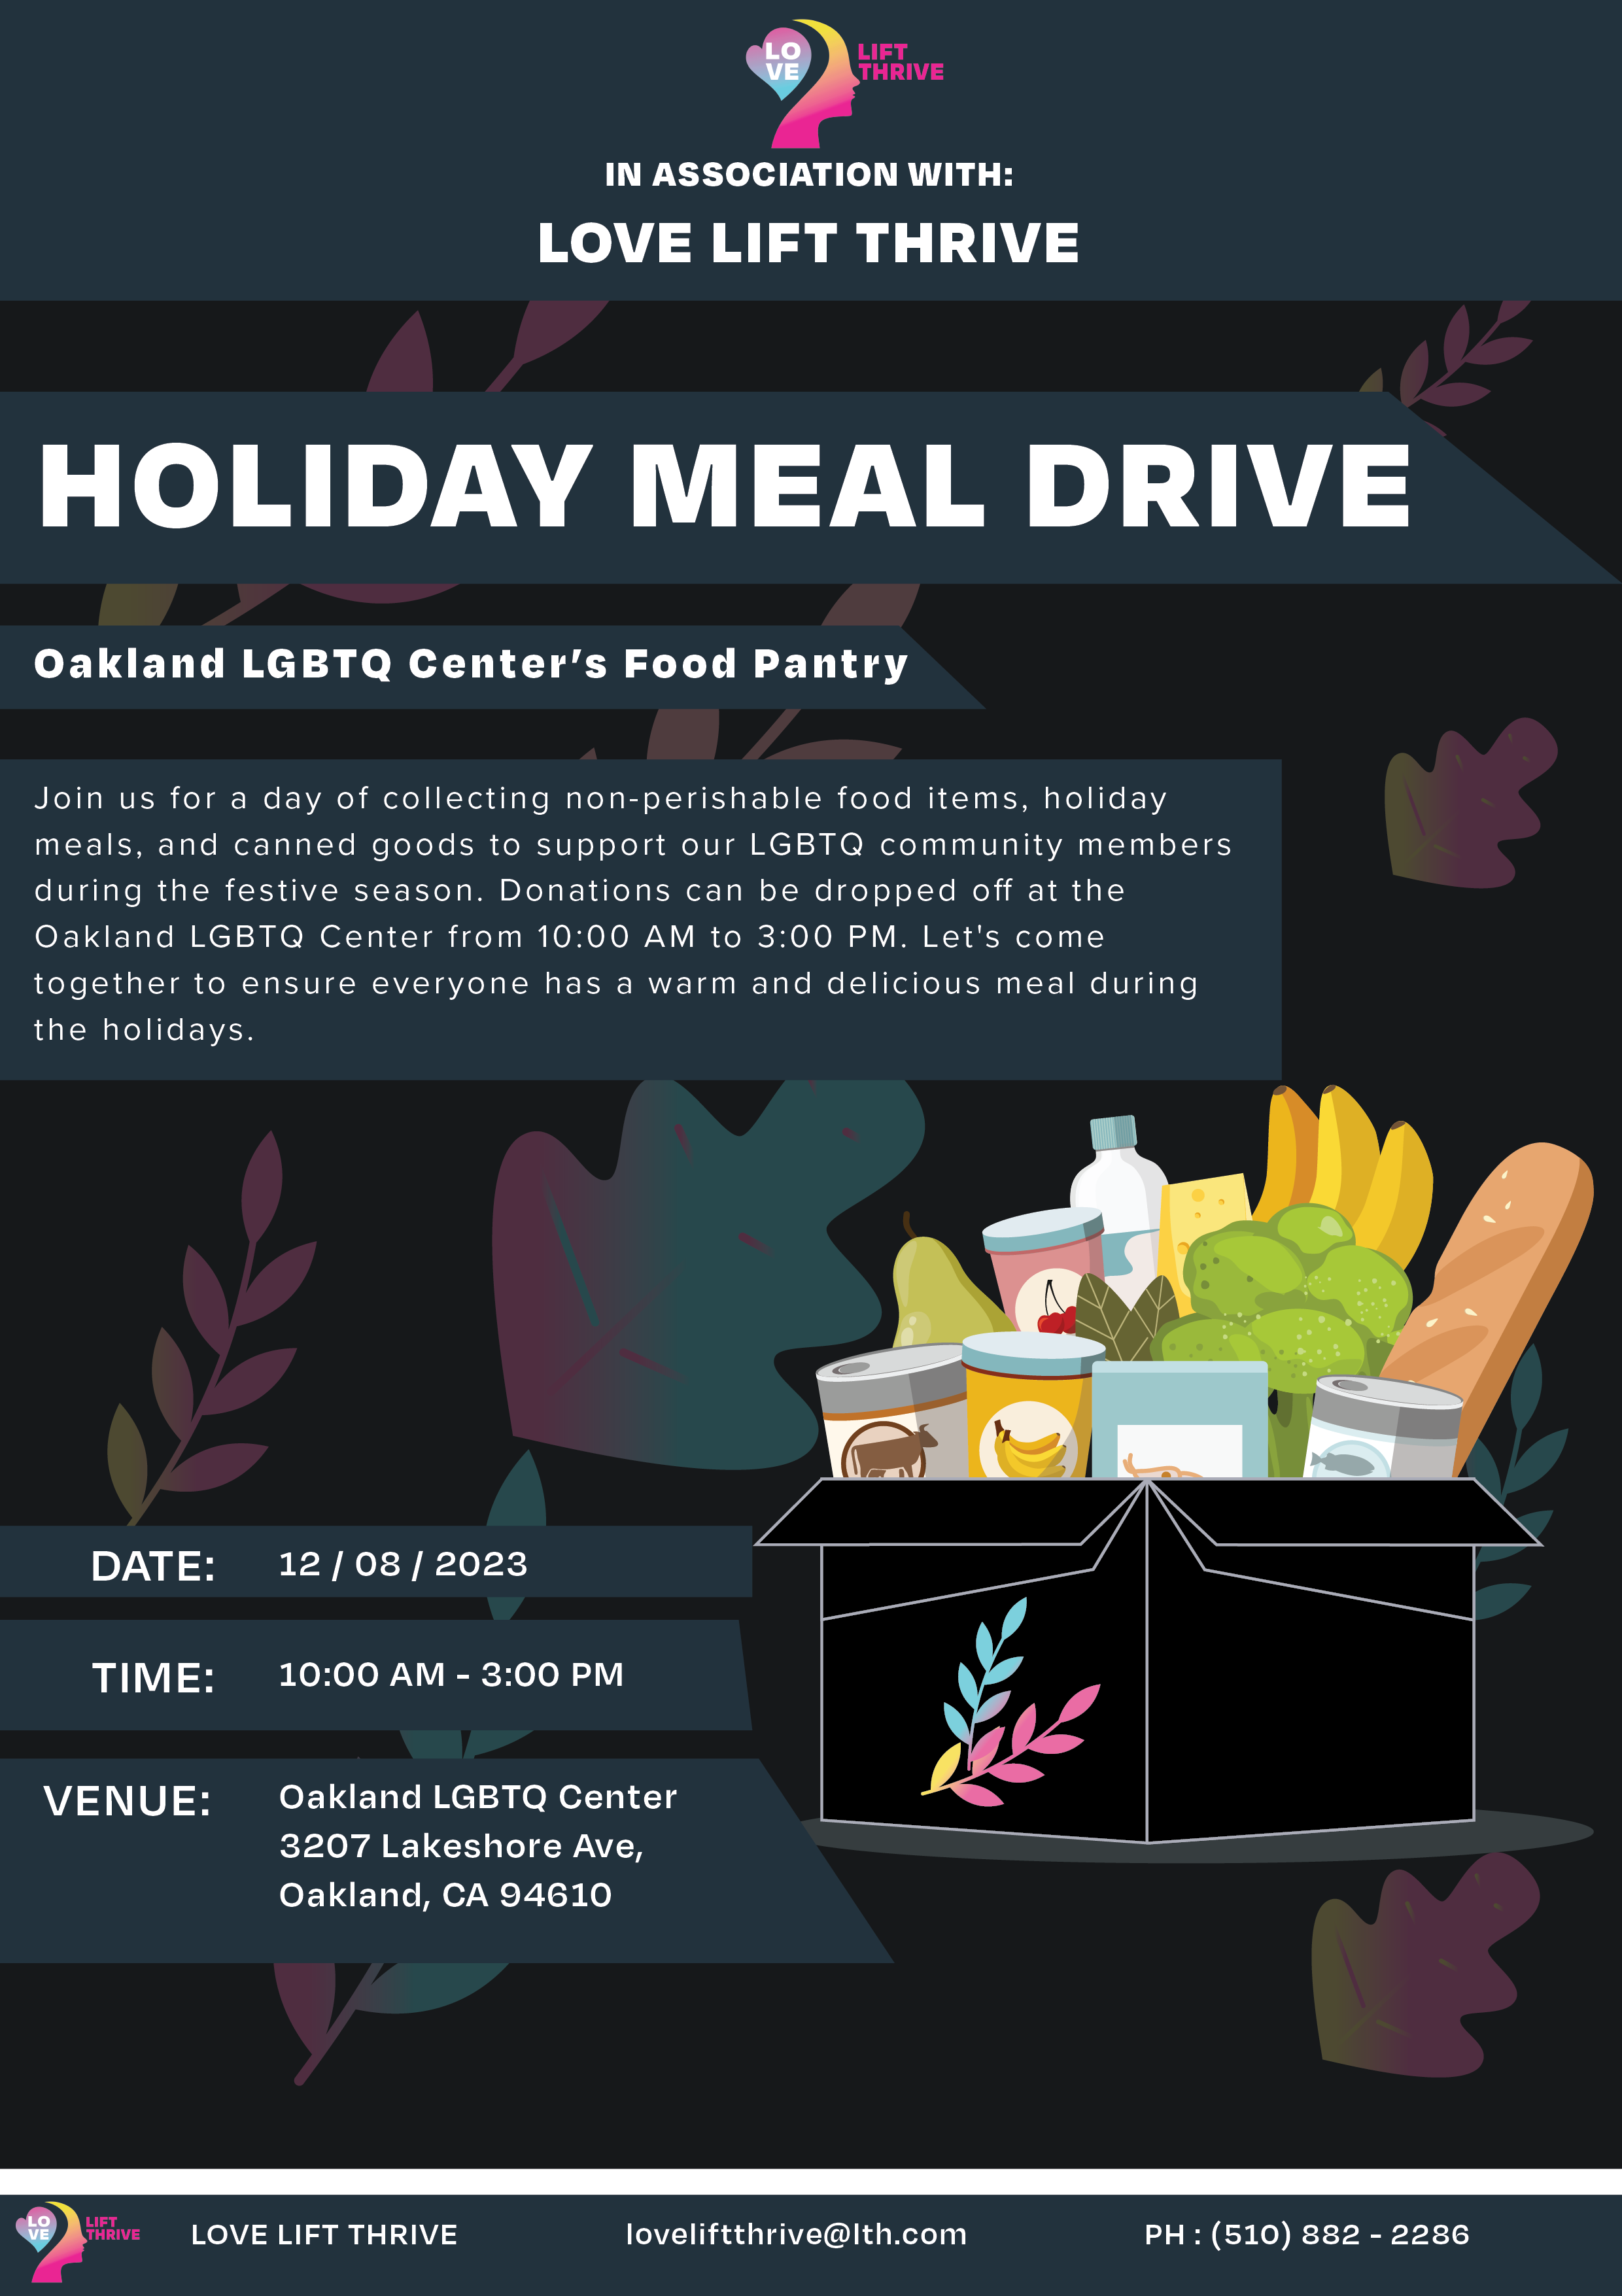 LO
VE
LIFT
THRIVE
IN ASSOCIATION WITH:
LOVE LIFT THRIVE
HOLIDAY MEAL DRIVE
Oakland LGBTQ Center’s Food Pantry
Join us for a day of collecting non-perishable food items, holiday
meals, and canned goods to support our LGBTQ community members
during the festive season. Donations can be dropped off at the
Oakland LGBTQ Center from 10:00 AM to 3:00 PM. Let's come
together to ensure everyone has a warm and delicious meal during
the holidays.
DATE: 12 / 08 / 2023
TIME: 10:00 AM - 3:00 PM
VENUE: Oakland LGBTQ Center
3207 Lakeshore Ave,
Oakland, CA 94610
LO
VE
LIFT
THRIVE
LOVE LIFT THRIVE loveliftthrive@lth.com PH : (510) 882 - 2286